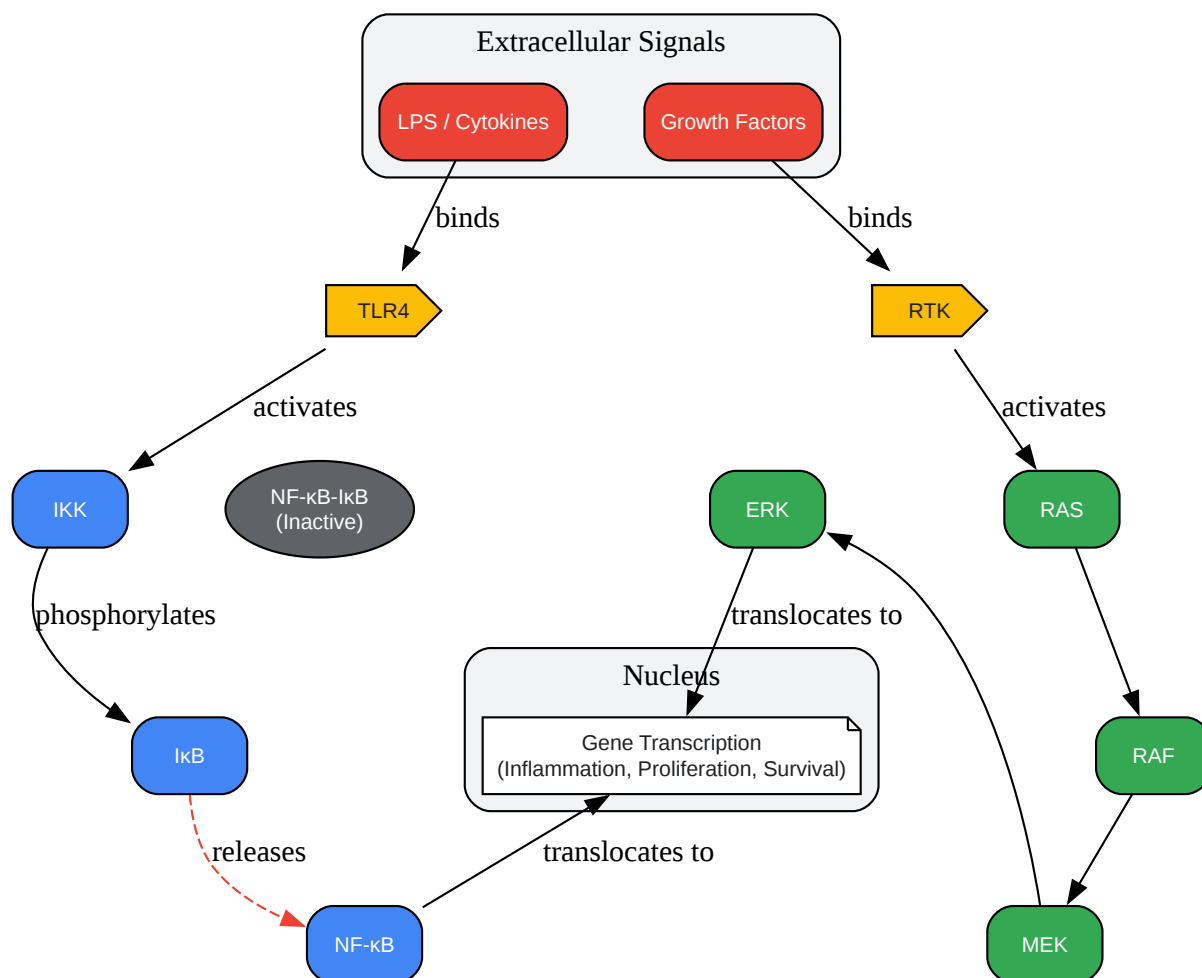 Extracellular Signals
LPS / Cytokines
Growth Factors
binds
binds
TLR4
RTK
activates
activates
IKK
NF-κB-IκB
(Inactive)
ERK
RAS
phosphorylates
translocates to
Nucleus
Gene Transcription
(Inflammation, Proliferation, Survival)
IκB
RAF
releases
translocates to
NF-κB
MEK